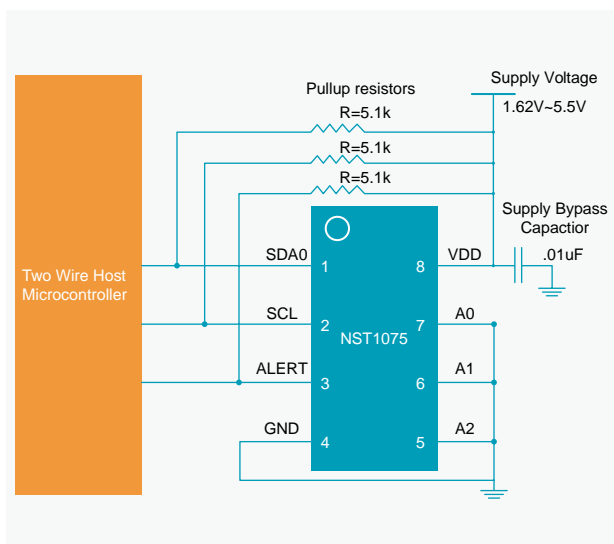 Supply Voltage
1.62V~5.5V
Pullup resistors
R=5.1k
R=5.1k
R=5.1k
Supply Bypass
Capactior
.01uF
Two Wire Host
Microcontroller
SDA0
1
8
VDD
SCL
2
7
A0
NST1075
ALERT
3
6
A1
GND
4
5
A2